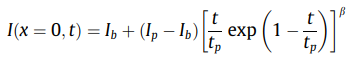 I(x = 0, t) = I_b + (I_p − I_b) [ t/t_p exp ( 1 − t/t_p ) ]^β